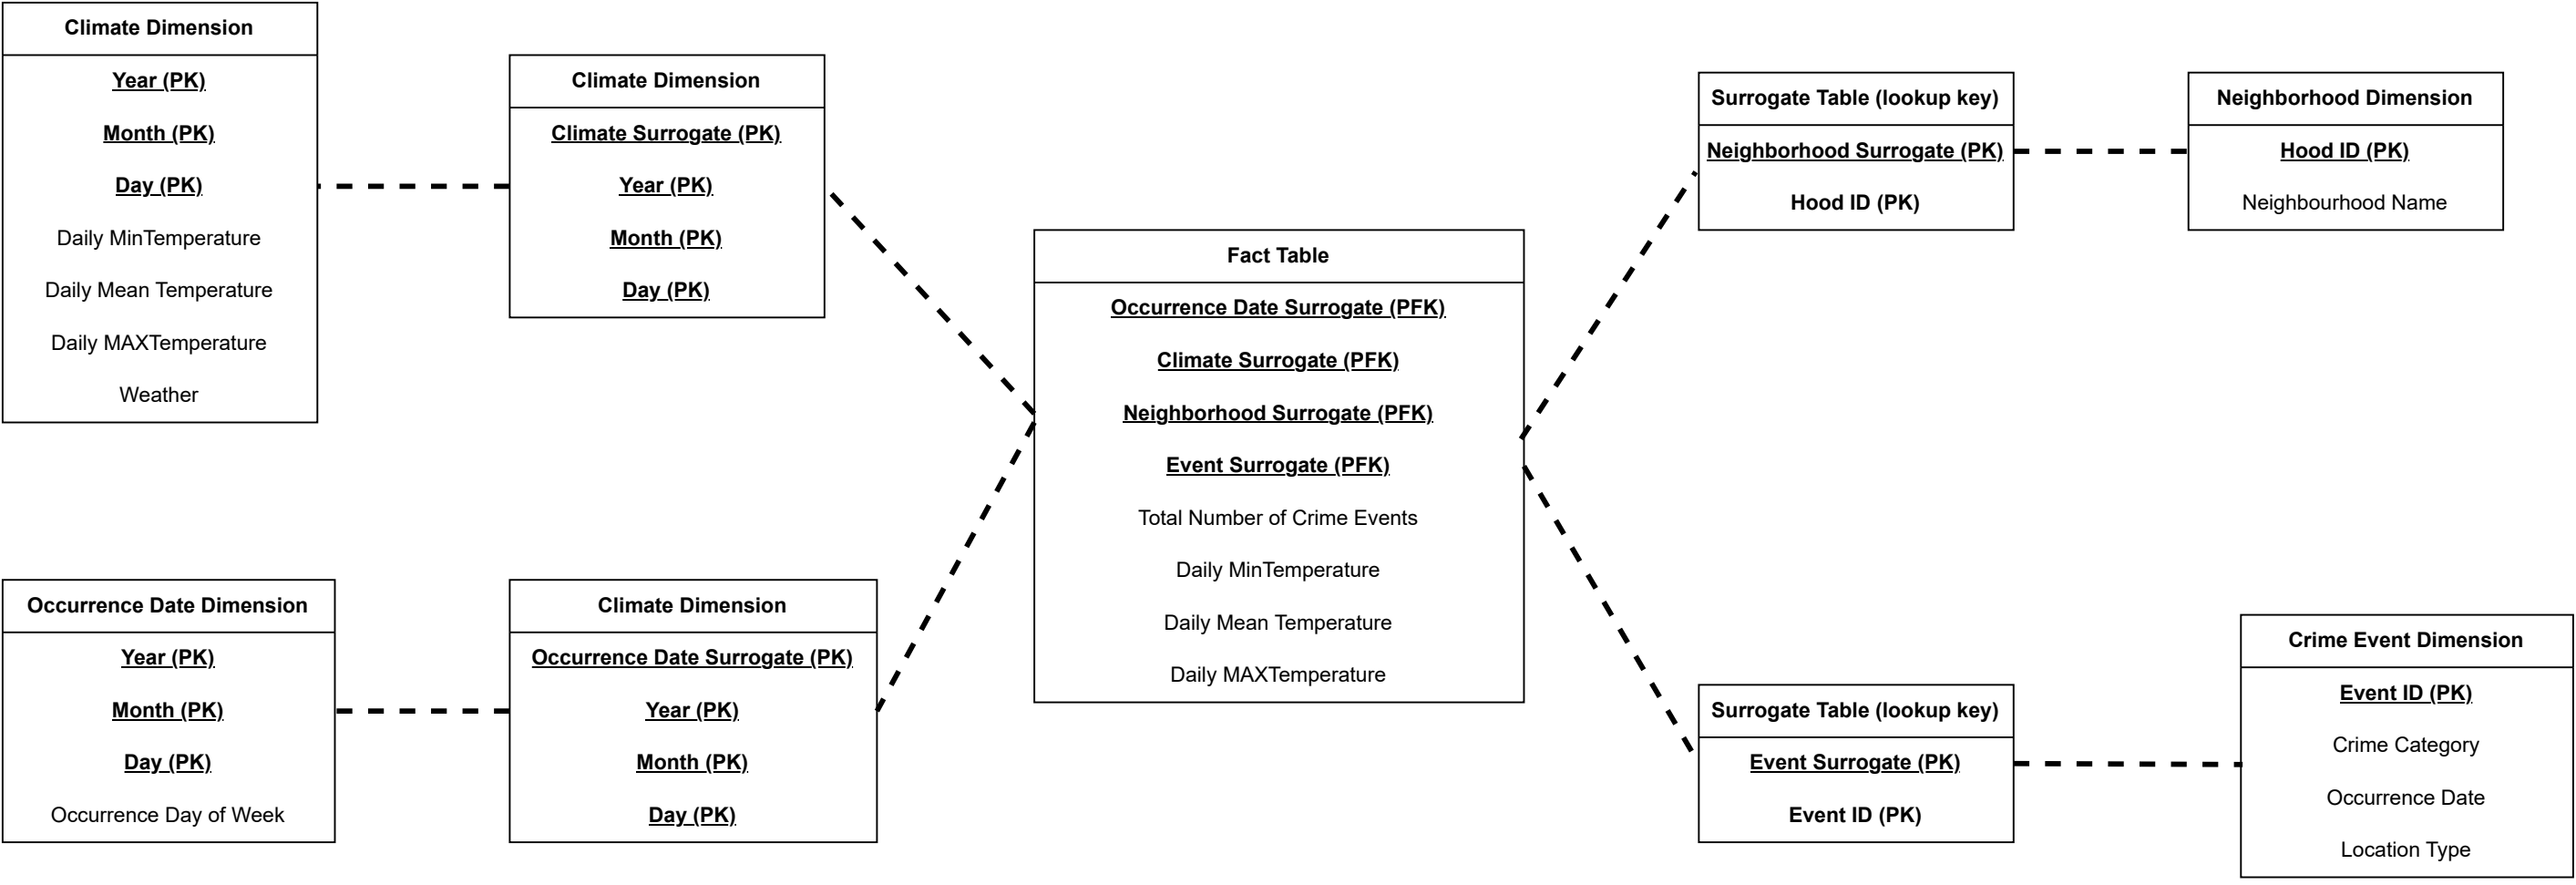 Climate Dimension
Year (PK)
Month (PK)
Day (PK)
Daily MinTemperature
Daily Mean Temperature
Daily MAXTemperature
Weather
Climate Dimension
Climate Surrogate (PK)
Year (PK)
Month (PK)
Day (PK)
Occurrence Date Dimension
Year (PK)
Month (PK)
Day (PK)
Occurrence Day of Week
Climate Dimension
Occurrence Date Surrogate (PK)
Year (PK)
Month (PK)
Day (PK)
Fact Table
Occurrence Date Surrogate (PFK)
Climate Surrogate (PFK)
Neighborhood Surrogate (PFK)
Event Surrogate (PFK)
Total Number of Crime Events
Daily MinTemperature
Daily Mean Temperature
Daily MAXTemperature
Surrogate Table (lookup key)
Neighborhood Surrogate (PK)
Hood ID (PK)
Neighborhood Dimension
Hood ID (PK)
Neighbourhood Name
Surrogate Table (lookup key)
Event Surrogate (PK)
Event ID (PK)
Crime Event Dimension
Event ID (PK)
Crime Category
Occurrence Date
Location Type